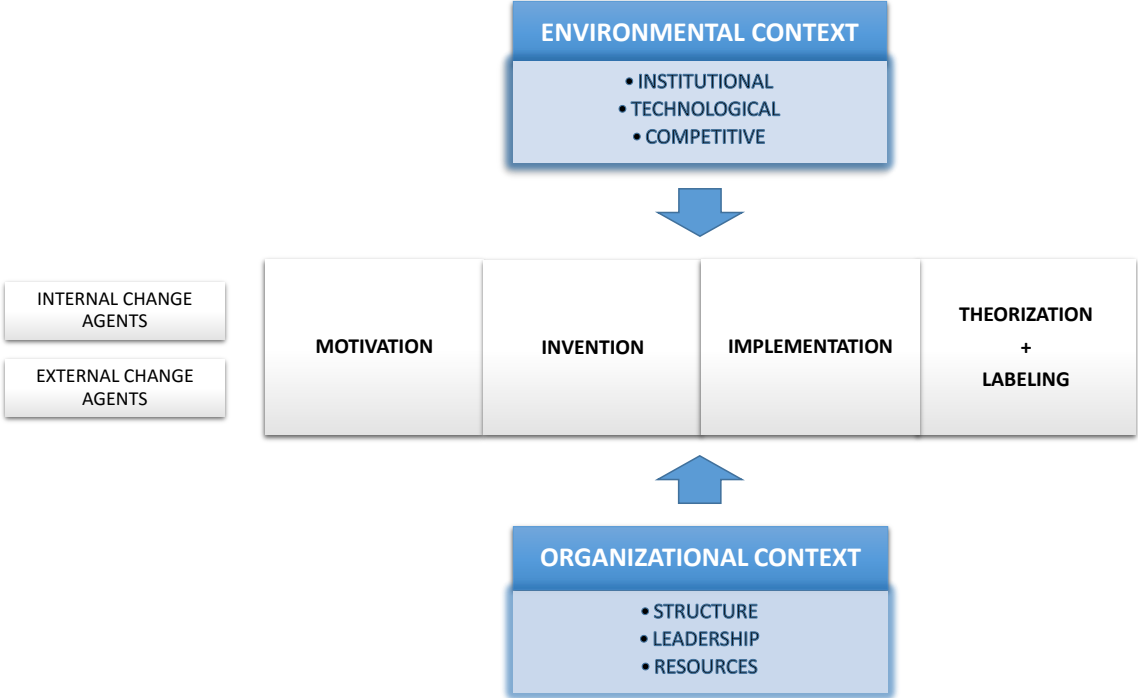 ENVIRONMENTAL CONTEXT
• INSTITUTIONAL
• TECHNOLOGICAL
• COMPETITIVE
INTERNAL CHANGE
AGENTS
EXTERNAL CHANGE
AGENTS
MOTIVATION
INVENTION
IMPLEMENTATION
THEORIZATION
+
LABELING
ORGANIZATIONAL CONTEXT
• STRUCTURE
• LEADERSHIP
• RESOURCES